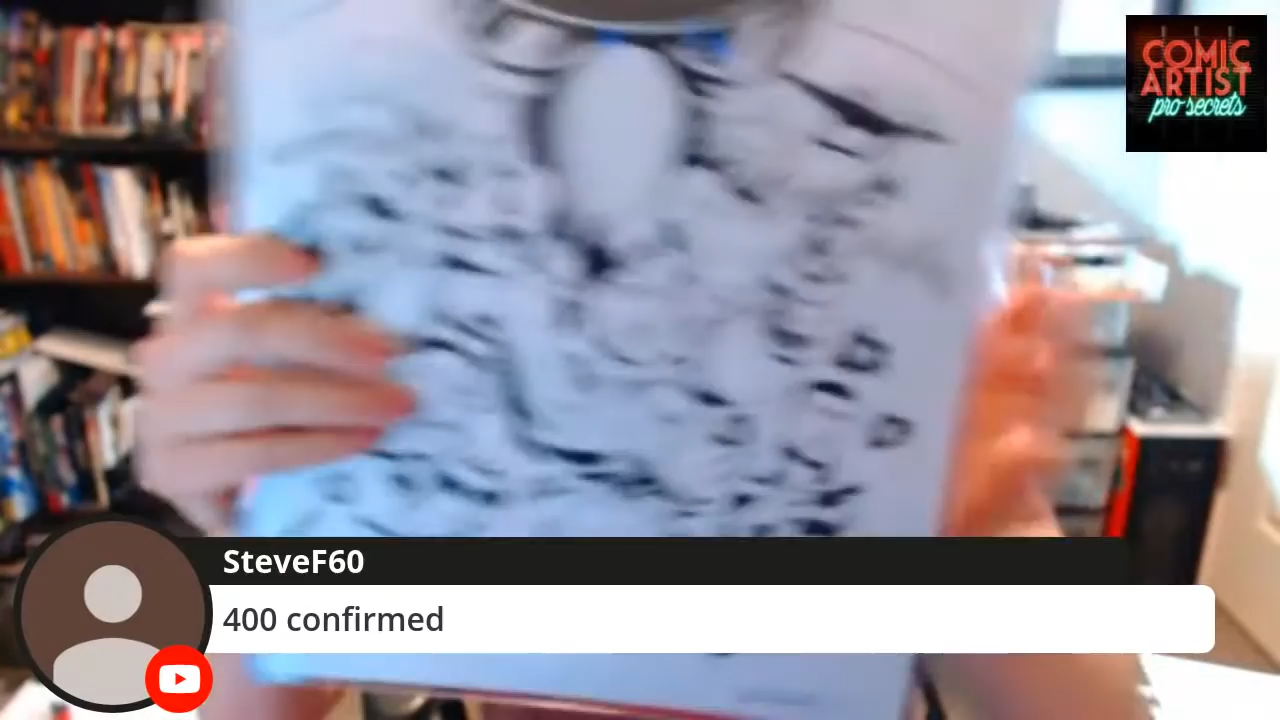 COMIC
ARTIST
pro secrets
SteveF60
400 confirmed